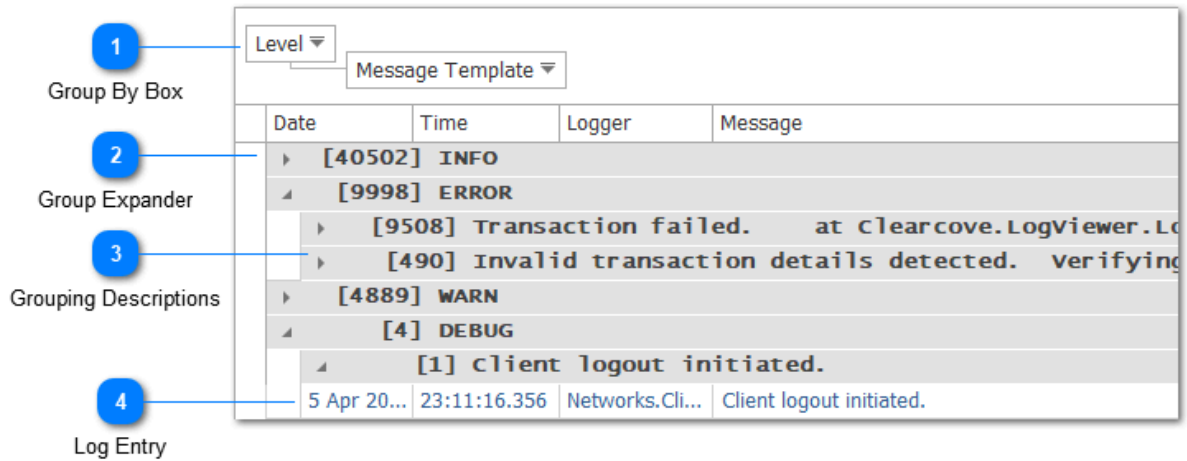 1
Group By Box
2
Group Expander
3
Grouping Descriptions
4
Log Entry
Level
Message Template
Date Time Logger Message
[40502] INFO
[9998] ERROR
[9508] Transaction failed. at Clearcove.LogViewer.Lo
[490] Invalid transaction details detected. Verifying
[4889] WARN
[4] DEBUG
[1] Client logout initiated.
5 Apr 20... 23:11:16.356 Networks.Cli... Client logout initiated.